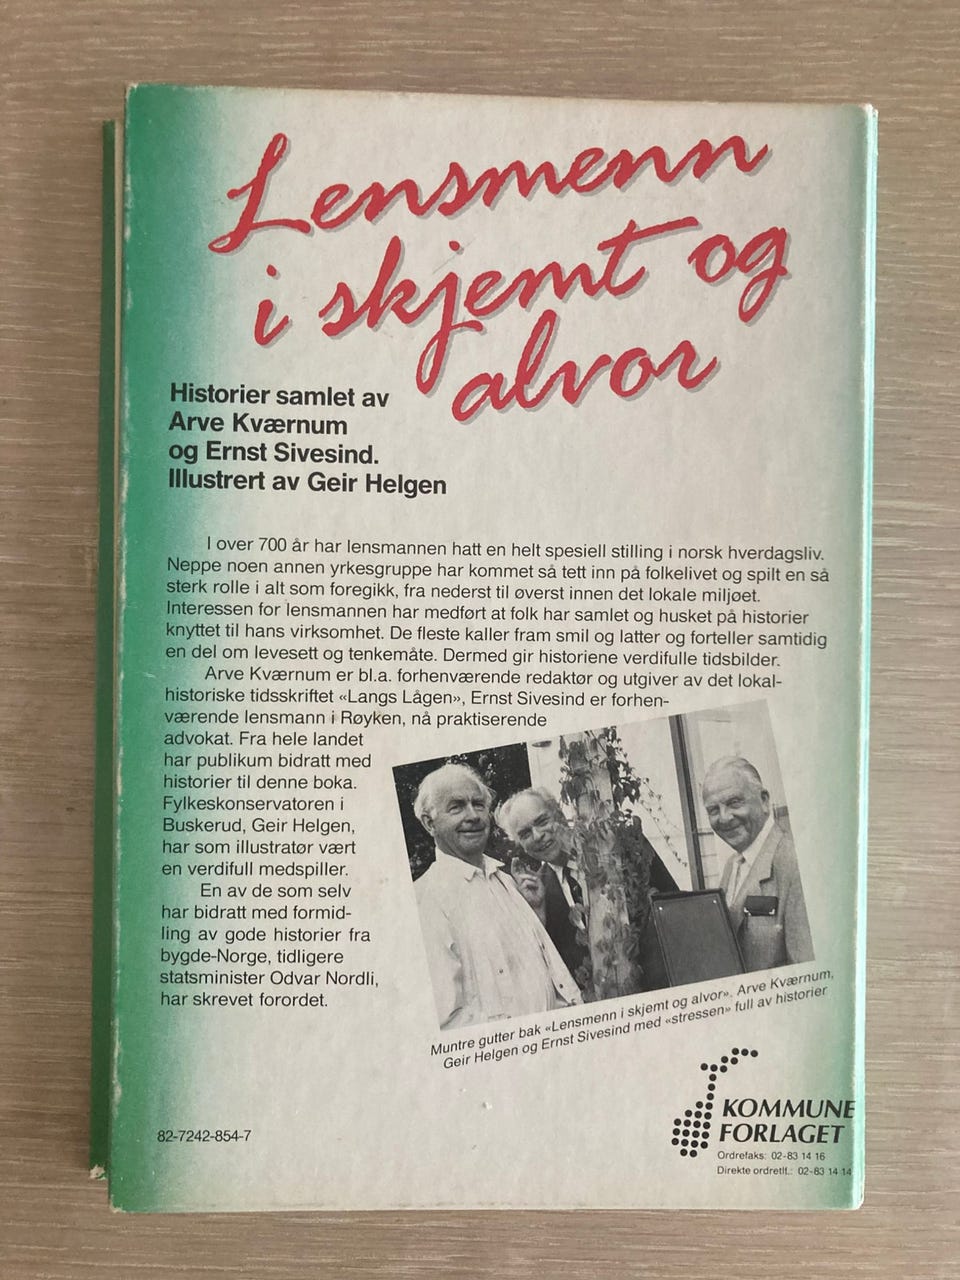 Lensmenn
i skjemt og
alvor
Historier samlet av
Arve Kværnum
og Ernst Sivesind.
Illustrert av Geir Helgen
I over 700 år har lensmannen hatt en helt spesiell stilling i norsk hverdagsliv.
Neppe noen annen yrkesgruppe har kommet så tett inn på folkelivet og spilt en så
sterk rolle i alt som foregikk, fra nederst til øverst innen det lokale miljøet.
Interessen for lensmannen har medført at folk har samlet og husket på historier
knyttet til hans virksomhet. De fleste kaller fram smil og latter og forteller samtidig
en del om levesett og tenkemåte. Dermed gir historiene verdifulle tidsbilder.
Arve Kværnum er bl.a. forhenværende redaktør og utgiver av det lokal-
historiske tidsskriftet «Langs Lågen», Ernst Sivesind er forhen-
værende lensmann i Røyken, nå praktiserende
advokat. Fra hele landet
har publikum bidratt med
historier til denne boka.
Fylkeskonservatoren i
Buskerud, Geir Helgen,
har som illustratør vært
en verdifull medspiller.
En av de som selv
har bidratt med formid-
ling av gode historier fra
bygde-Norge, tidligere
statsminister Odvar Nordli,
har skrevet forordet.
Muntre gutter bak «Lensmenn i skjemt og alvor». Arve Kværnum,
Geir Helgen og Ernst Sivesind med «stressen» full av historier
82-7242-854-7
KOMMUNE
FORLAGET
Ordrefaks: 02-83 14 16
Direkte ordretlf.: 02-83 14 14